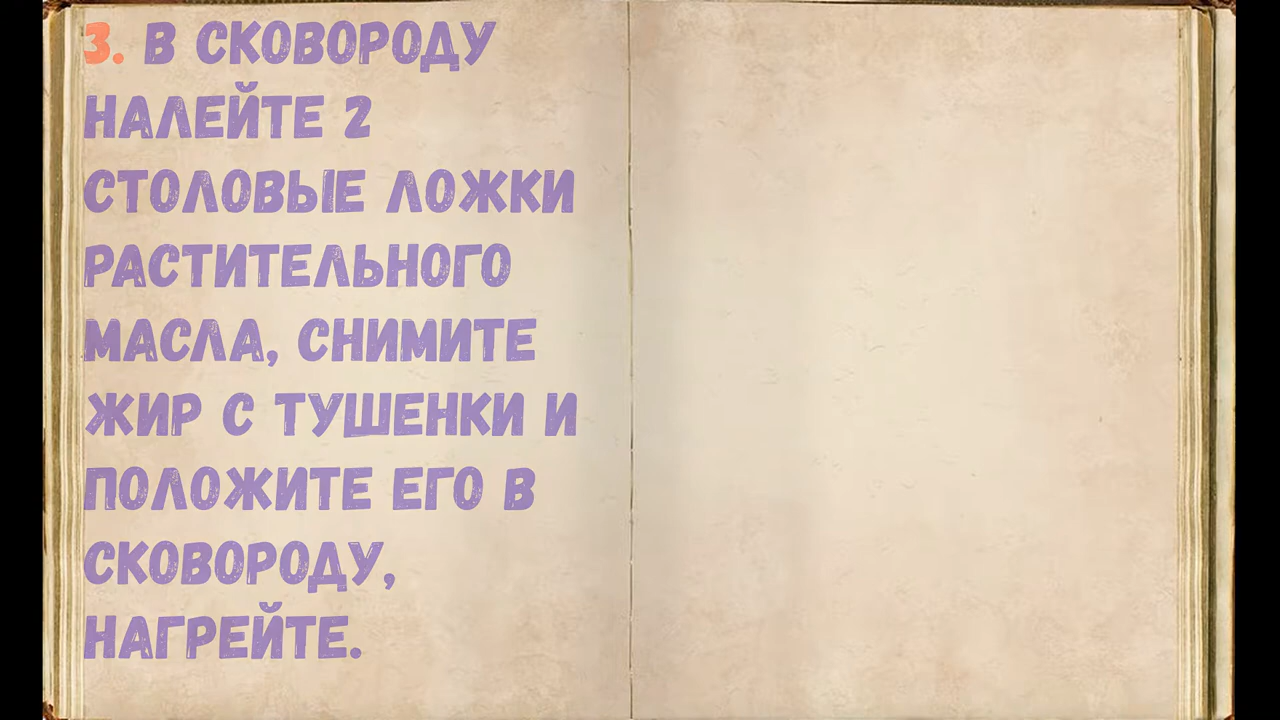 3. В СКОВОРОДУ
НАЛЕЙТЕ 2
СТОЛОВЫЕ ЛОЖКИ
РАСТИТЕЛЬНОГО
МАСЛА, СНИМИТЕ
ЖИР С ТУШЕНКИ И
ПОЛОЖИТЕ ЕГО В
СКОВОРОДУ,
НАГРЕЙТЕ.